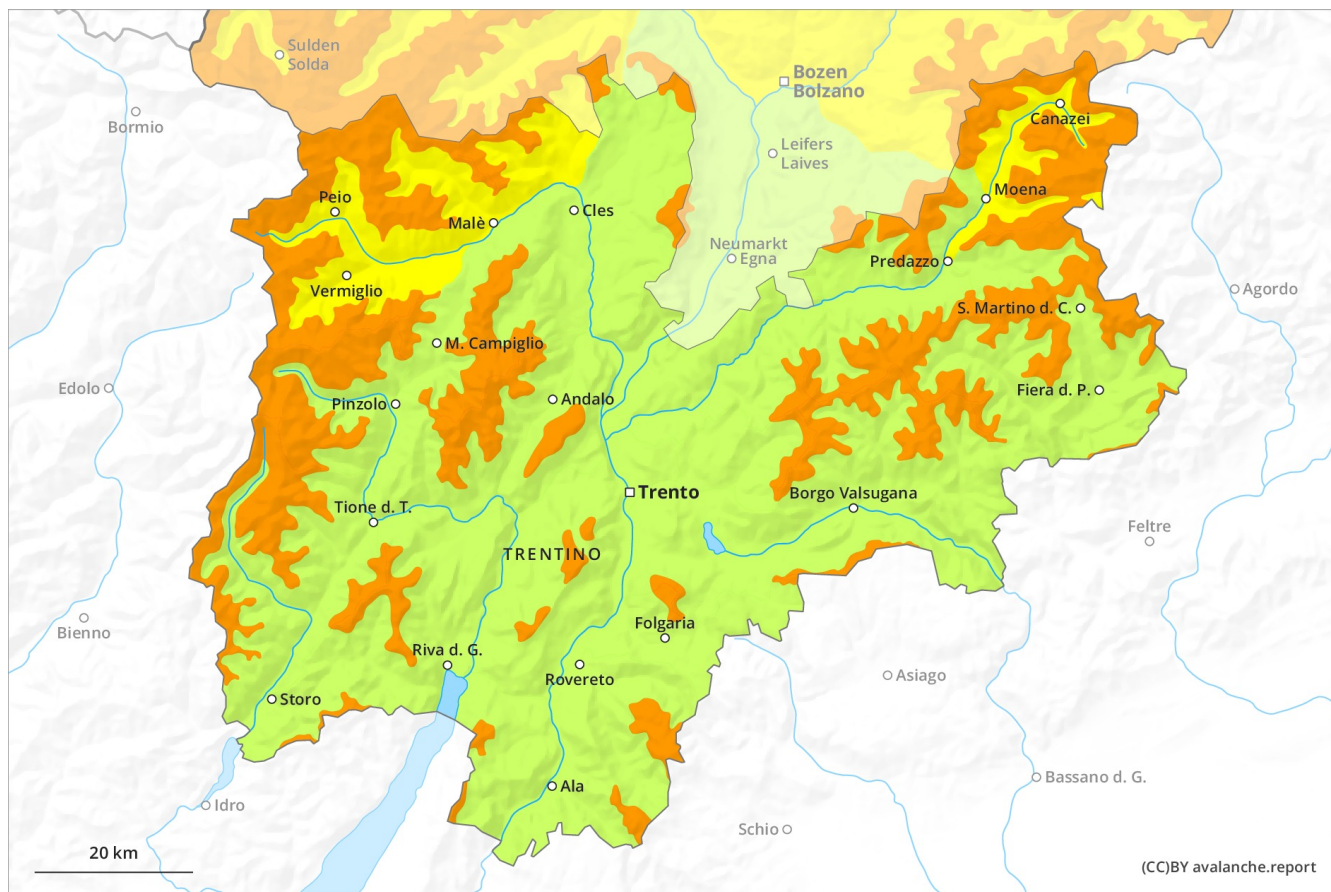 Sulden
Solda
Bozen
Bolzano
Bormio
Canazei
Leifers
Laives
Peio
Moena
Malè
Cles
Neumarkt
Egna
Predazzo
Vermiglio
Agordo
S. Martino d. C.
M. Campiglio
Edolo
Pinzolo
Andalo
Fiera d. P.
Trento
Borgo Valsugana
Tione d. T.
Feltre
TRENTINO
Bienno
Folgaria
Riva d. G.
Rovereto
Asiago
Storo
Bassano d. G.
Ala
Idro
Schio
20 km
(CC)BY avalanche.report